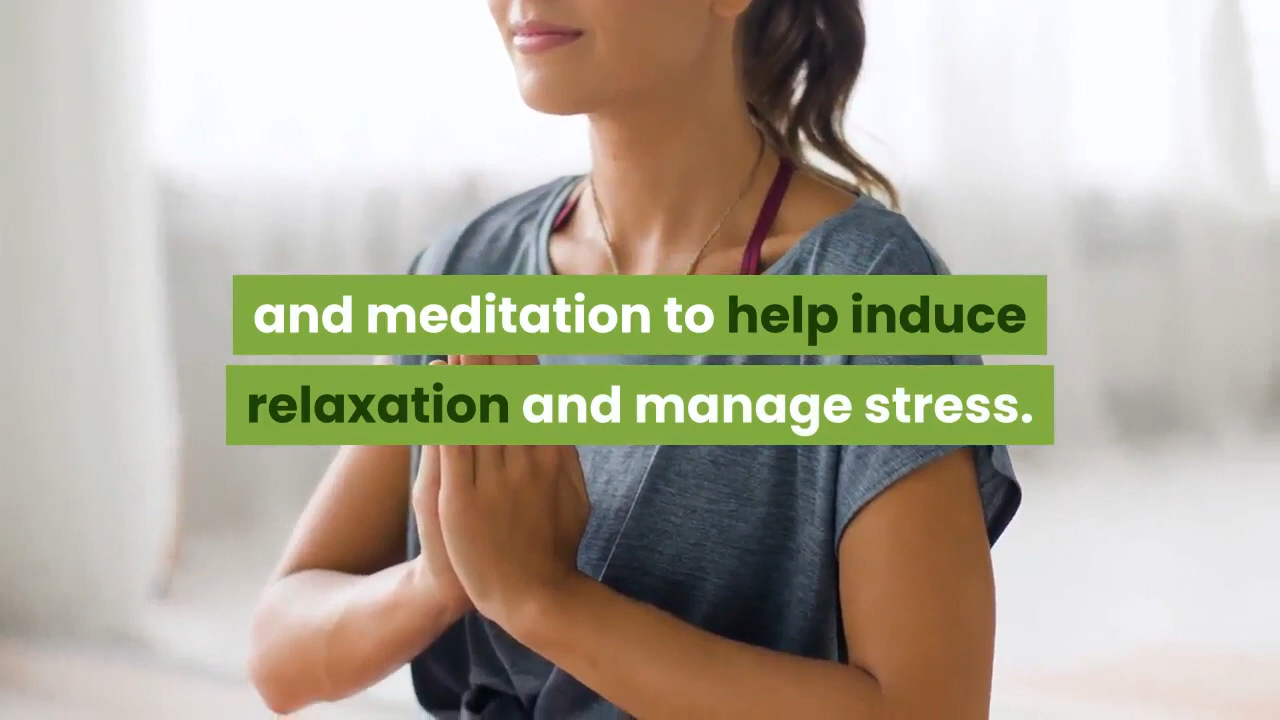 and meditation to help induce
relaxation and manage stress.